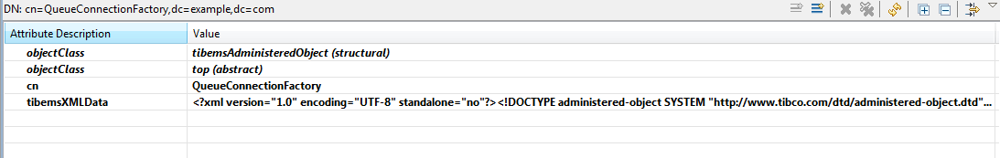 DN: cn=QueueConnectionFactory,dc=example,dc=com
Attribute Description Value
objectClass tibemsAdministeredObject (structural)
objectClass top (abstract)
cn QueueConnectionFactory
tibemsXMLData <?xml version="1.0" encoding="UTF-8" standalone="no"?><!DOCTYPE administered-object SYSTEM "http://www.tibco.com/dtd/administered-object.dtd"...